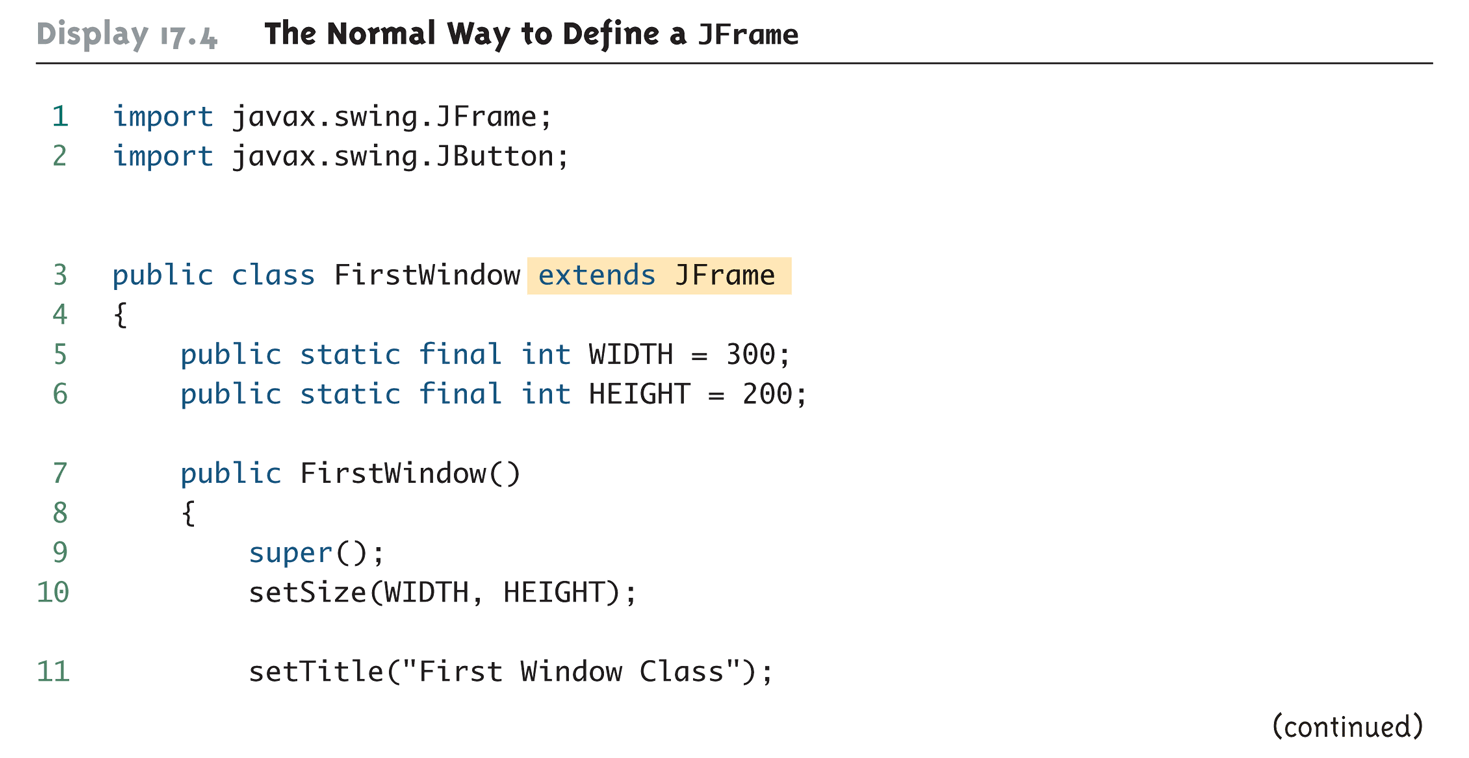 Display 17.4 The Normal Way to Define a JFrame
1 import javax.swing.JFrame;
2 import javax.swing.JButton;
3 public class FirstWindow extends JFrame
4 {
5 public static final int WIDTH = 300;
6 public static final int HEIGHT = 200;
7 public FirstWindow()
8 {
9 super();
10 setSize(WIDTH, HEIGHT);
11 setTitle("First Window Class");
(continued)